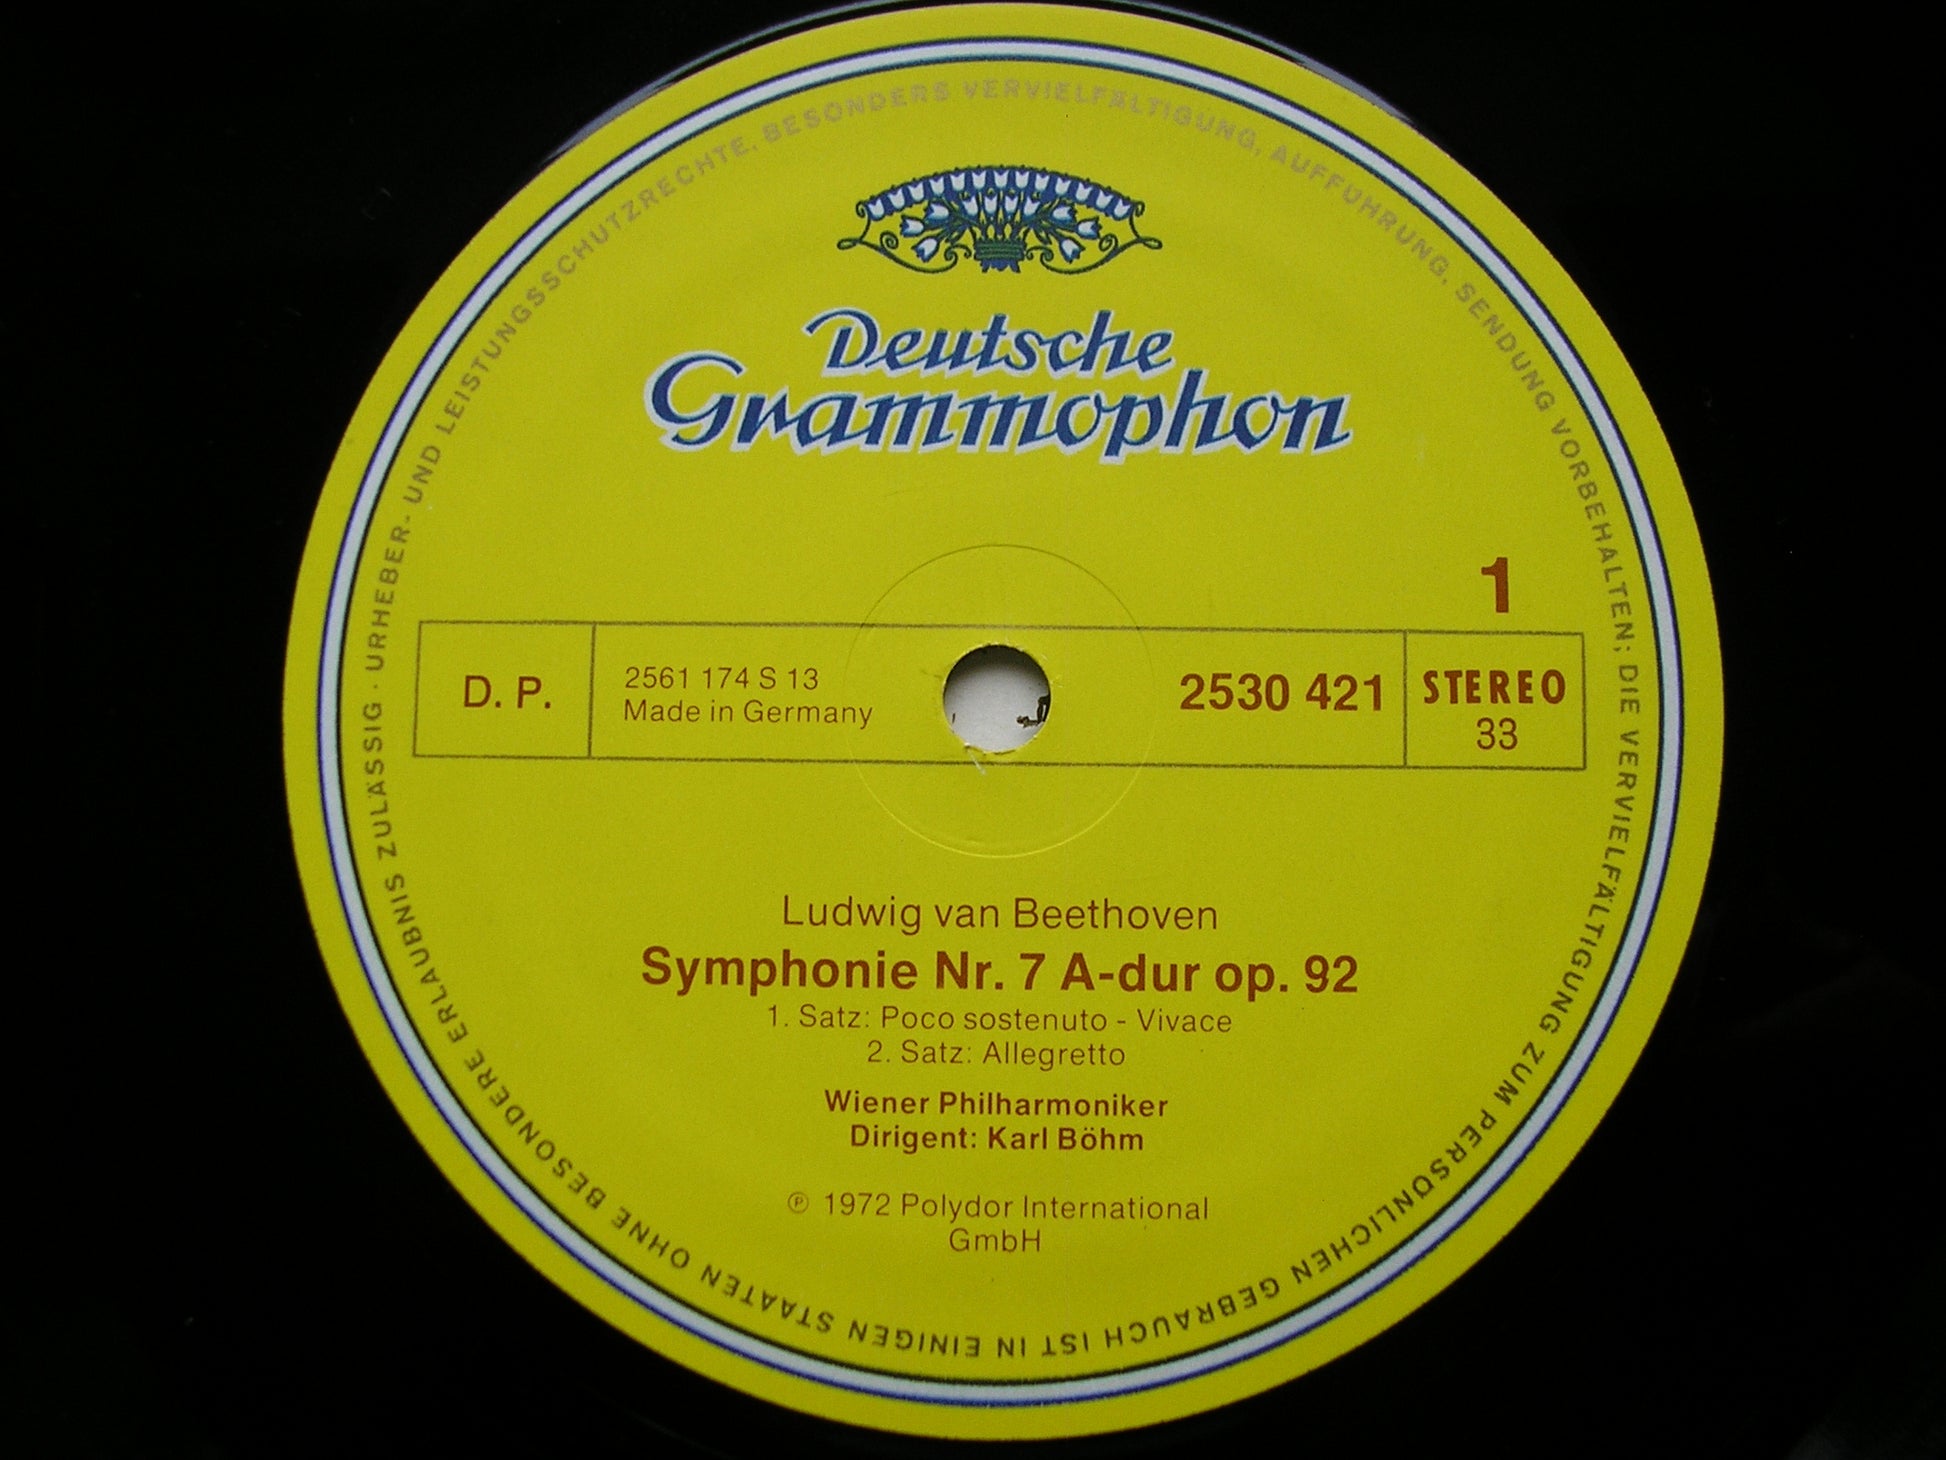 URHEBER- UND LEISTUNGSSCHUTZRECHTE, BESONDERS VERVIELFÄLTIGUNG, AUFFÜHRUNG, SENDUNG VORBEHALTEN; DIE VERVIELFÄLTIGUNG ZUM PERSÖNLICHEN GEBRAUCH IST IN EINIGEN STAATEN OHNE BESONDERE ERLAUBNIS ZULÄSSIG ·
Deutsche
Grammophon
1
D. P.
2561 174 S 13
Made in Germany
2530 421
STEREO
33
Ludwig van Beethoven
Symphonie Nr. 7 A-dur op. 92
1. Satz: Poco sostenuto - Vivace
2. Satz: Allegretto
Wiener Philharmoniker
Dirigent: Karl Böhm
℗ 1972 Polydor International
GmbH